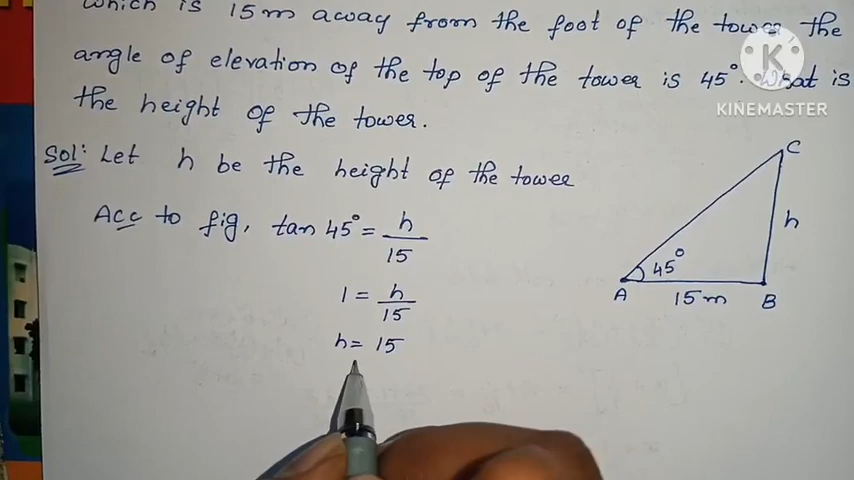 which is 15m away from the foot of the tower the
angle of elevation of the top of the tower is 45°. What is
the height of the tower.
Sol: Let h be the height of the tower
Acc to fig, tan 45° = h/15
1 = h/15
h = 15
C
h
45°
A 15m B
K
KINEMASTER